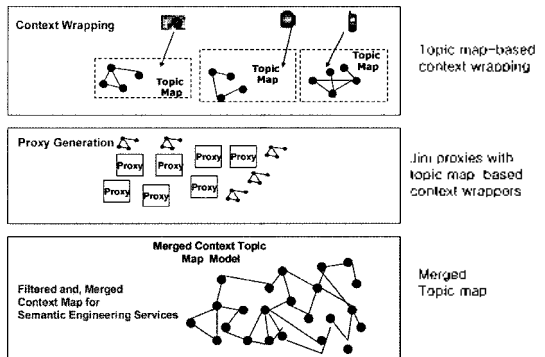 Context Wrapping
Topic
Map
Topic
Map
Topic
Map
Topic map-based
context wrapping
Proxy Generation
Proxy
Proxy
Proxy
Proxy
Proxy
Proxy
Proxy
Proxy
Jini proxies with
topic map based
context wrappers
Merged Context Topic
Map Model
Filtered and, Merged
Context Map for
Semantic Engineering Services
Merged
Topic map